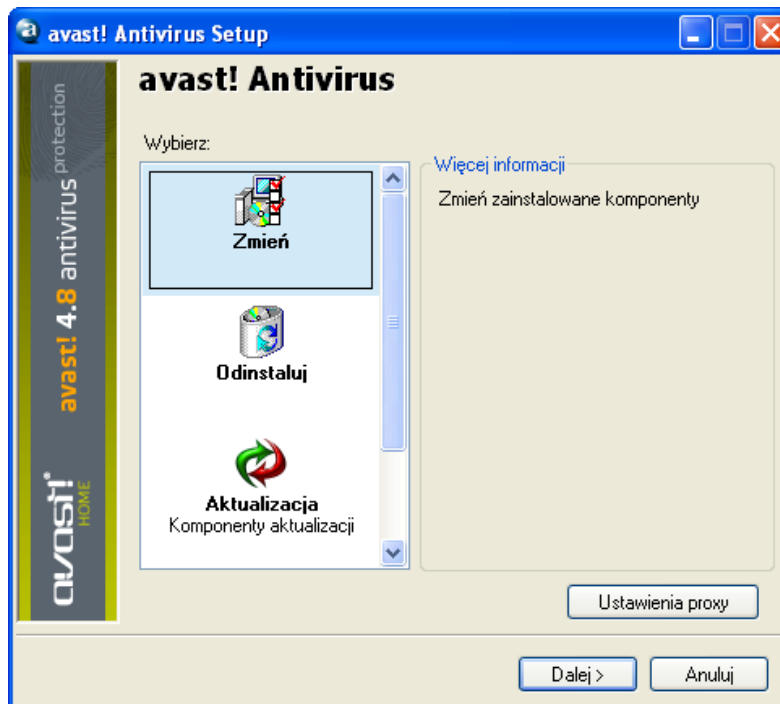 avast! Antivirus Setup
avast! Antivirus
Wybierz:
Zmień
Odinstaluj
Aktualizacja
Komponenty aktualizacji
Więcej informacji
Zmień zainstalowane komponenty
avast! 4.8 antivirus protection
avast!
HOME
Ustawienia proxy
Dalej >
Anuluj